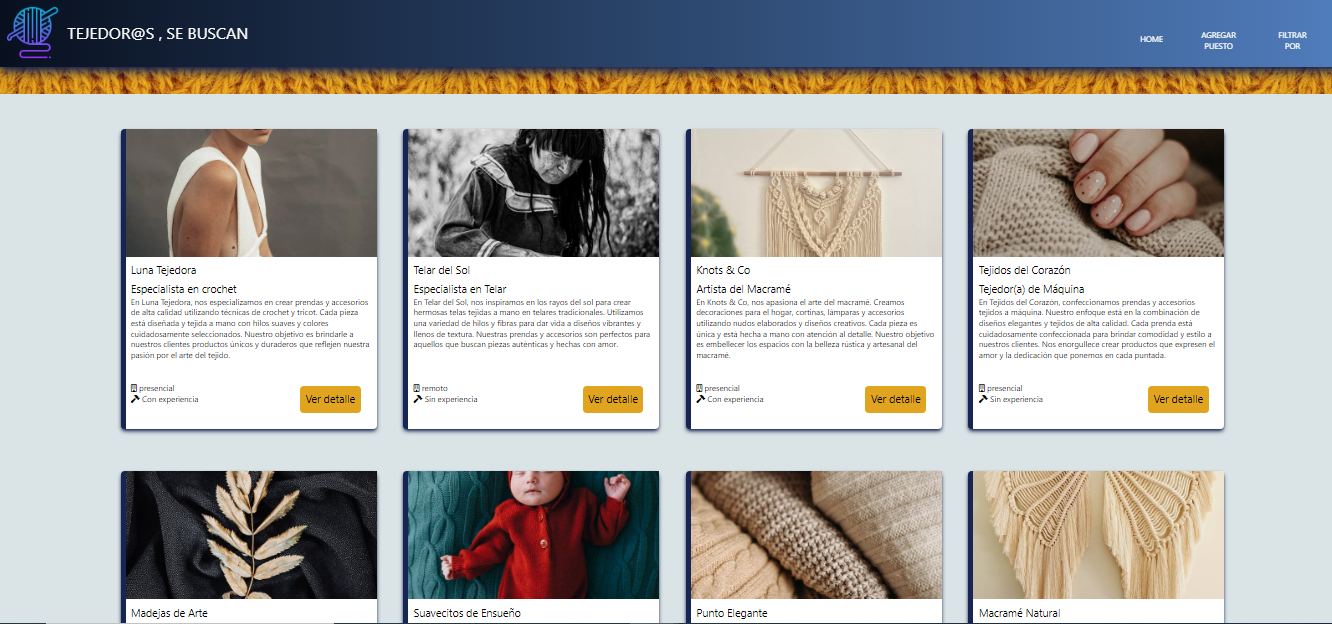 TEJEDOR@S , SE BUSCAN
HOME
AGREGAR
PUESTO
FILTRAR
POR
Luna Tejedora
Especialista en crochet
En Luna Tejedora, nos especializamos en crear prendas y accesorios
de alta calidad utilizando técnicas de crochet y tricot. Cada pieza
está diseñada y tejida a mano con hilos suaves y colores
cuidadosamente seleccionados. Nuestro objetivo es brindarle a
nuestros clientes productos únicos y duraderos que reflejen nuestra
pasión por el arte del tejido.
presencial
Con experiencia
Ver detalle
Telar del Sol
Especialista en Telar
En Telar del Sol, nos inspiramos en los rayos del sol para crear
hermosas telas tejidas a mano en telares tradicionales. Utilizamos
una variedad de hilos y fibras para dar vida a diseños vibrantes y
llenos de textura. Nuestras prendas y accesorios son perfectos para
aquellos que buscan piezas auténticas y hechas con amor.
remoto
Sin experiencia
Ver detalle
Knots & Co
Artista del Macramé
En Knots & Co, nos apasiona el arte del macramé. Creamos
decoraciones para el hogar, cortinas, lámparas y accesorios
utilizando nudos elaborados y diseños creativos. Cada pieza es
única y está hecha a mano con atención al detalle. Nuestro objetivo
es embellecer los espacios con la belleza rústica y artesanal del
macramé.
presencial
Con experiencia
Ver detalle
Tejidos del Corazón
Tejedor(a) de Máquina
En Tejidos del Corazón, confeccionamos prendas y accesorios
tejidos a máquina. Nuestro enfoque está en la combinación de
diseños elegantes y tejidos de alta calidad. Cada prenda está
cuidadosamente confeccionada para brindar comodidad y estilo a
nuestros clientes. Nos enorgullece crear productos que expresen el
amor y la dedicación que ponemos en cada puntada.
presencial
Sin experiencia
Ver detalle
Madejas de Arte
Suavecitos de Ensueño
Punto Elegante
Macramé Natural